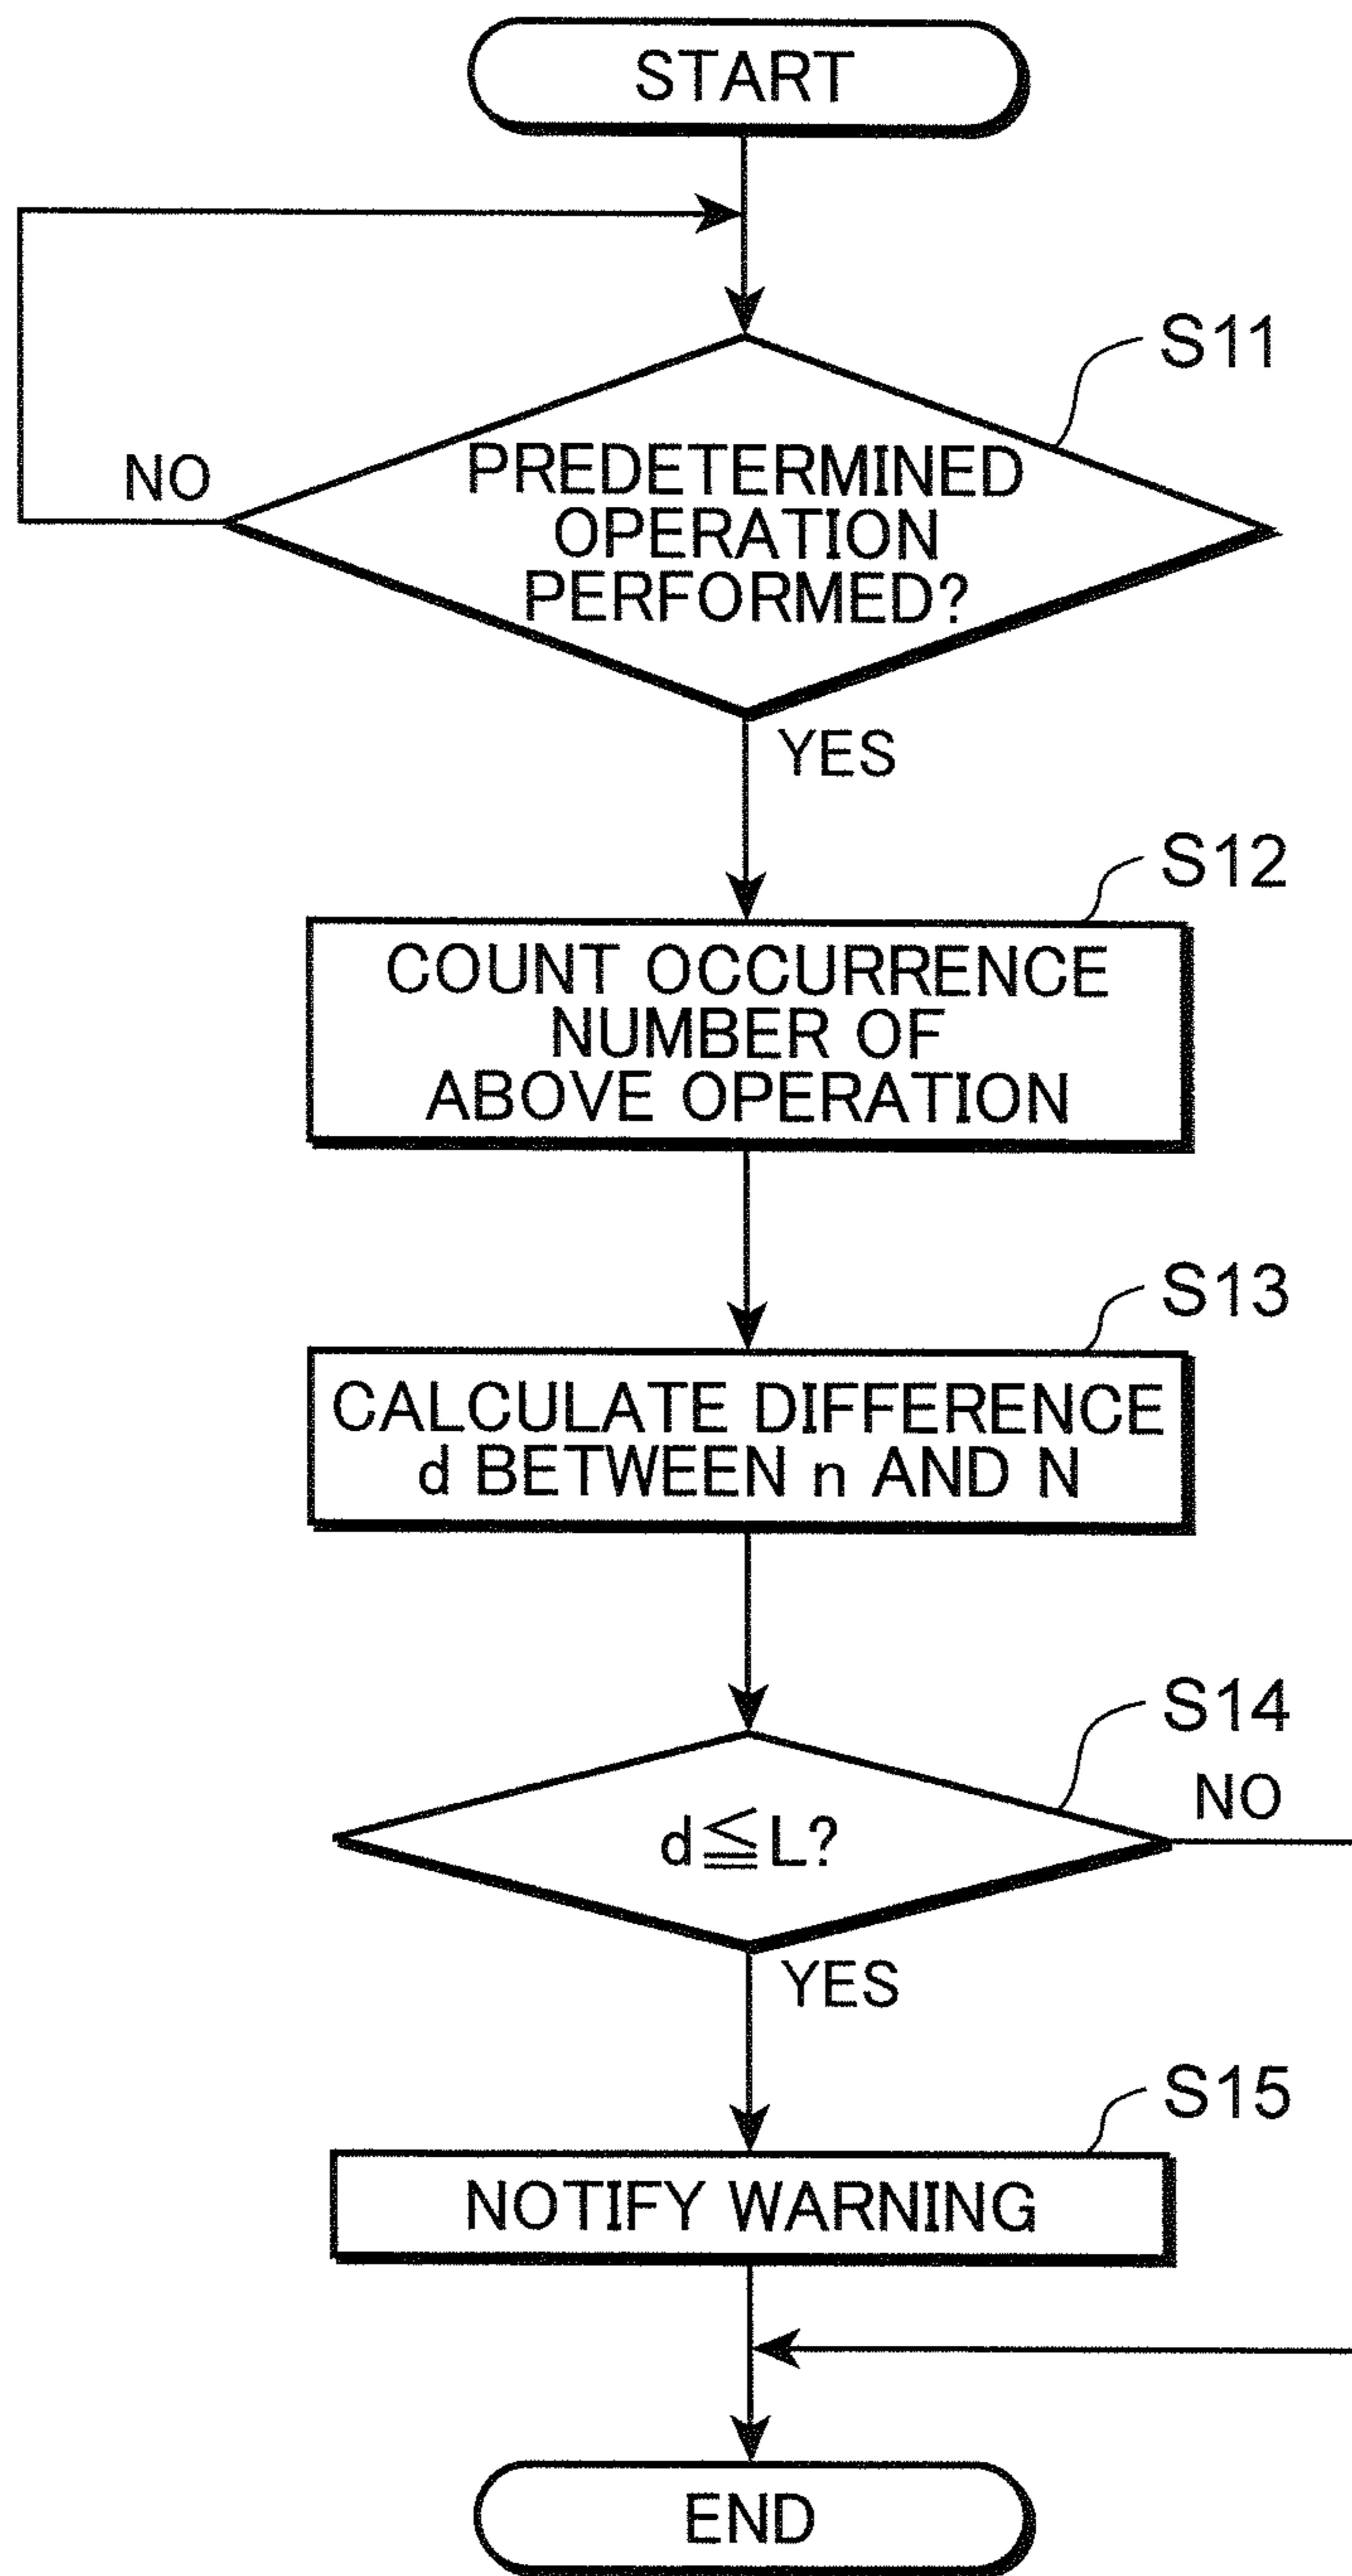 START
S11
NO
PREDETERMINED
OPERATION
PERFORMED?
YES
S12
COUNT OCCURRENCE
NUMBER OF
ABOVE OPERATION
S13
CALCULATE DIFFERENCE
d BETWEEN n AND N
S14
NO
d≦L?
YES
S15
NOTIFY WARNING
END